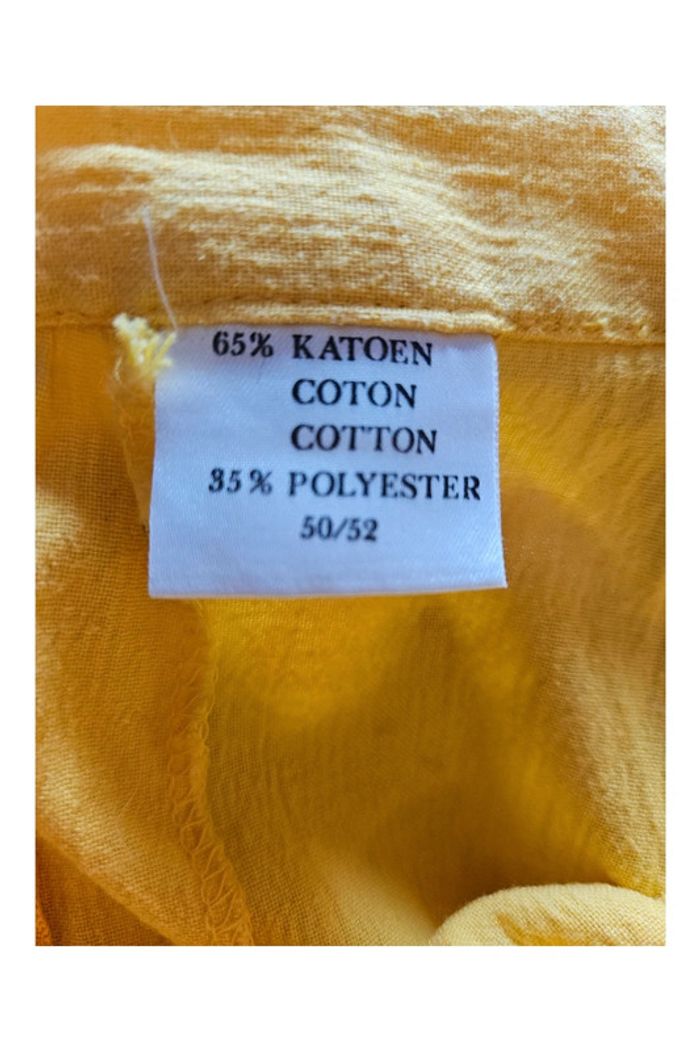 65% KATOEN
COTON
COTTON
35% POLYESTER
50/52